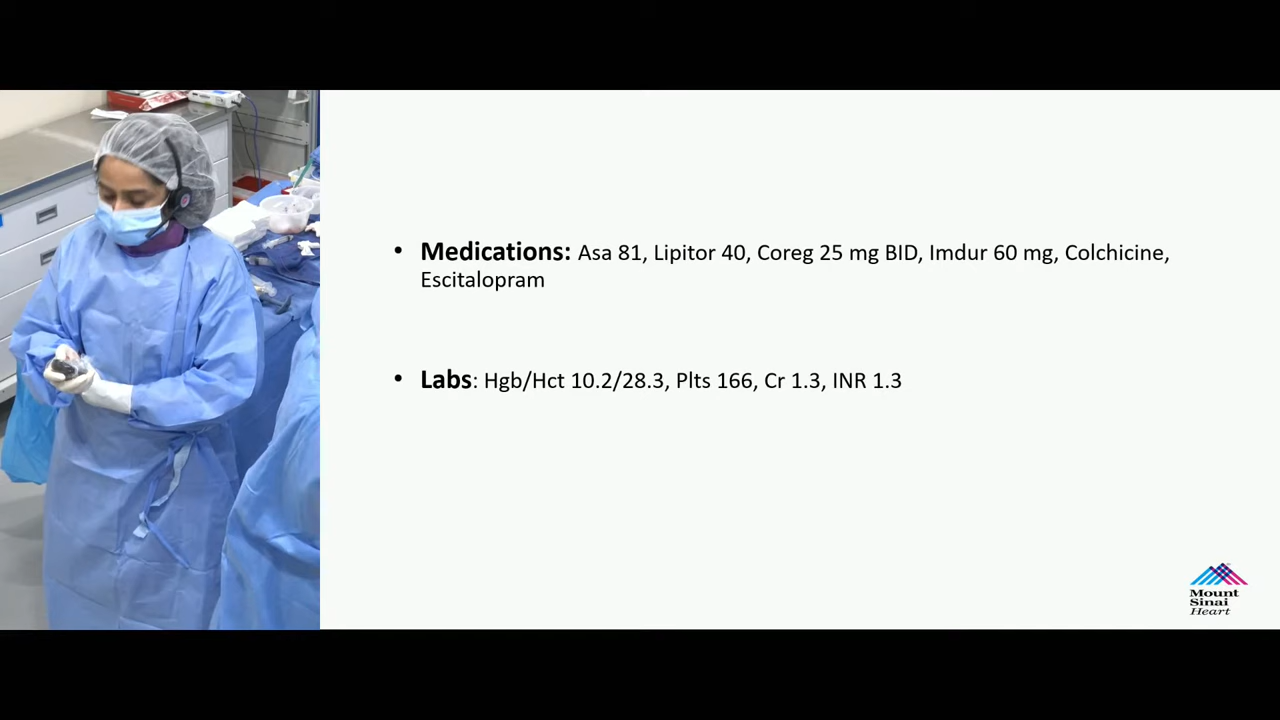 • Medications: Asa 81, Lipitor 40, Coreg 25 mg BID, Imdur 60 mg, Colchicine,
Escitalopram
• Labs: Hgb/Hct 10.2/28.3, Plts 166, Cr 1.3, INR 1.3
Mount
Sinai
Heart